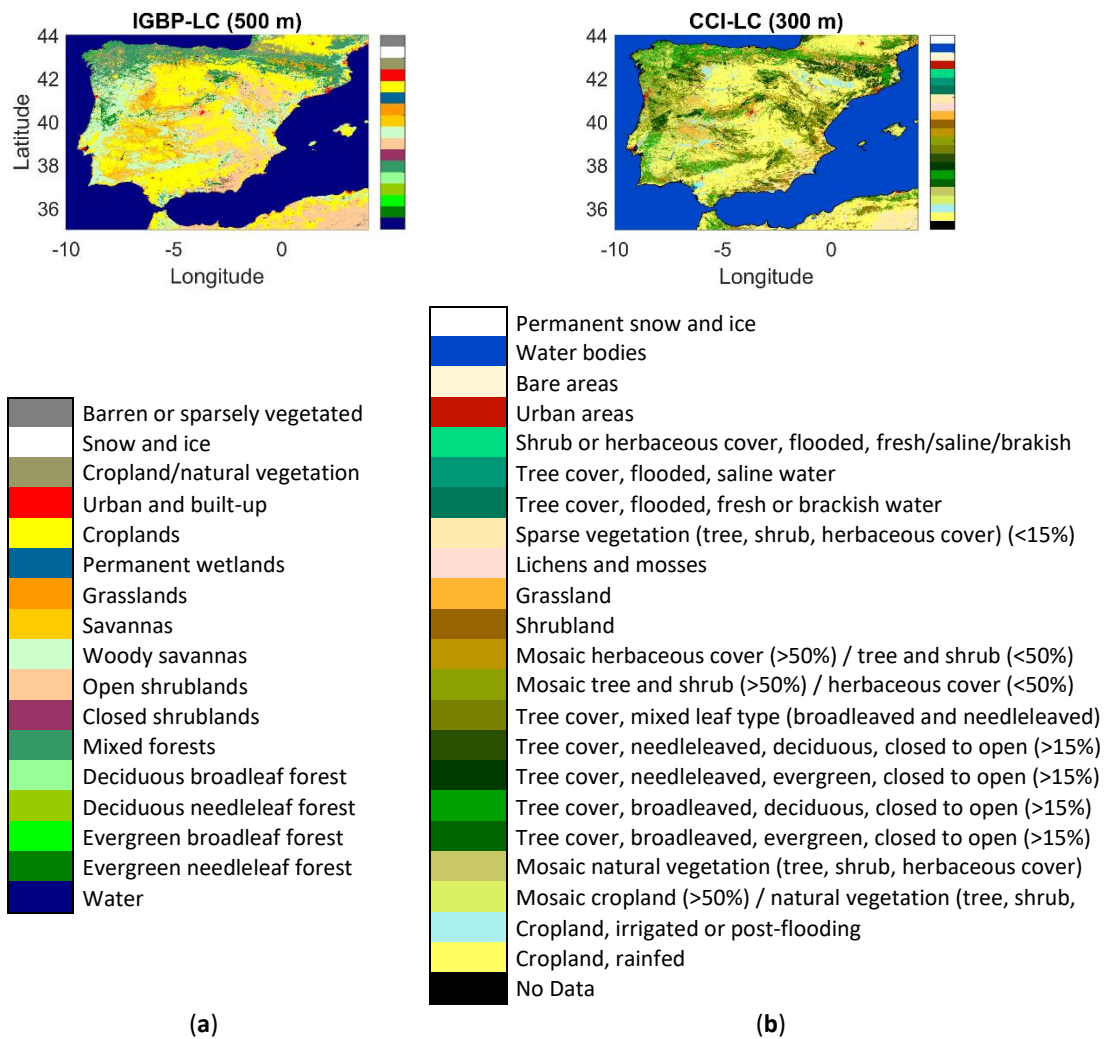 IGBP-LC (500 m)
44
42
40
38
36
Latitude
-10
-5
0
Longitude
CCI-LC (300 m)
44
42
40
38
36
-10
-5
0
Longitude
Barren or sparsely vegetated
Snow and ice
Cropland/natural vegetation
Urban and built-up
Croplands
Permanent wetlands
Grasslands
Savannas
Woody savannas
Open shrublands
Closed shrublands
Mixed forests
Deciduous broadleaf forest
Deciduous needleleaf forest
Evergreen broadleaf forest
Evergreen needleleaf forest
Water
(a)
Permanent snow and ice
Water bodies
Bare areas
Urban areas
Shrub or herbaceous cover, flooded, fresh/saline/brakish
Tree cover, flooded, saline water
Tree cover, flooded, fresh or brackish water
Sparse vegetation (tree, shrub, herbaceous cover) (<15%)
Lichens and mosses
Grassland
Shrubland
Mosaic herbaceous cover (>50%) / tree and shrub (<50%)
Mosaic tree and shrub (>50%) / herbaceous cover (<50%)
Tree cover, mixed leaf type (broadleaved and needleleaved)
Tree cover, needleleaved, deciduous, closed to open (>15%)
Tree cover, needleleaved, evergreen, closed to open (>15%)
Tree cover, broadleaved, deciduous, closed to open (>15%)
Tree cover, broadleaved, evergreen, closed to open (>15%)
Mosaic natural vegetation (tree, shrub, herbaceous cover)
Mosaic cropland (>50%) / natural vegetation (tree, shrub,
Cropland, irrigated or post-flooding
Cropland, rainfed
No Data
(b)